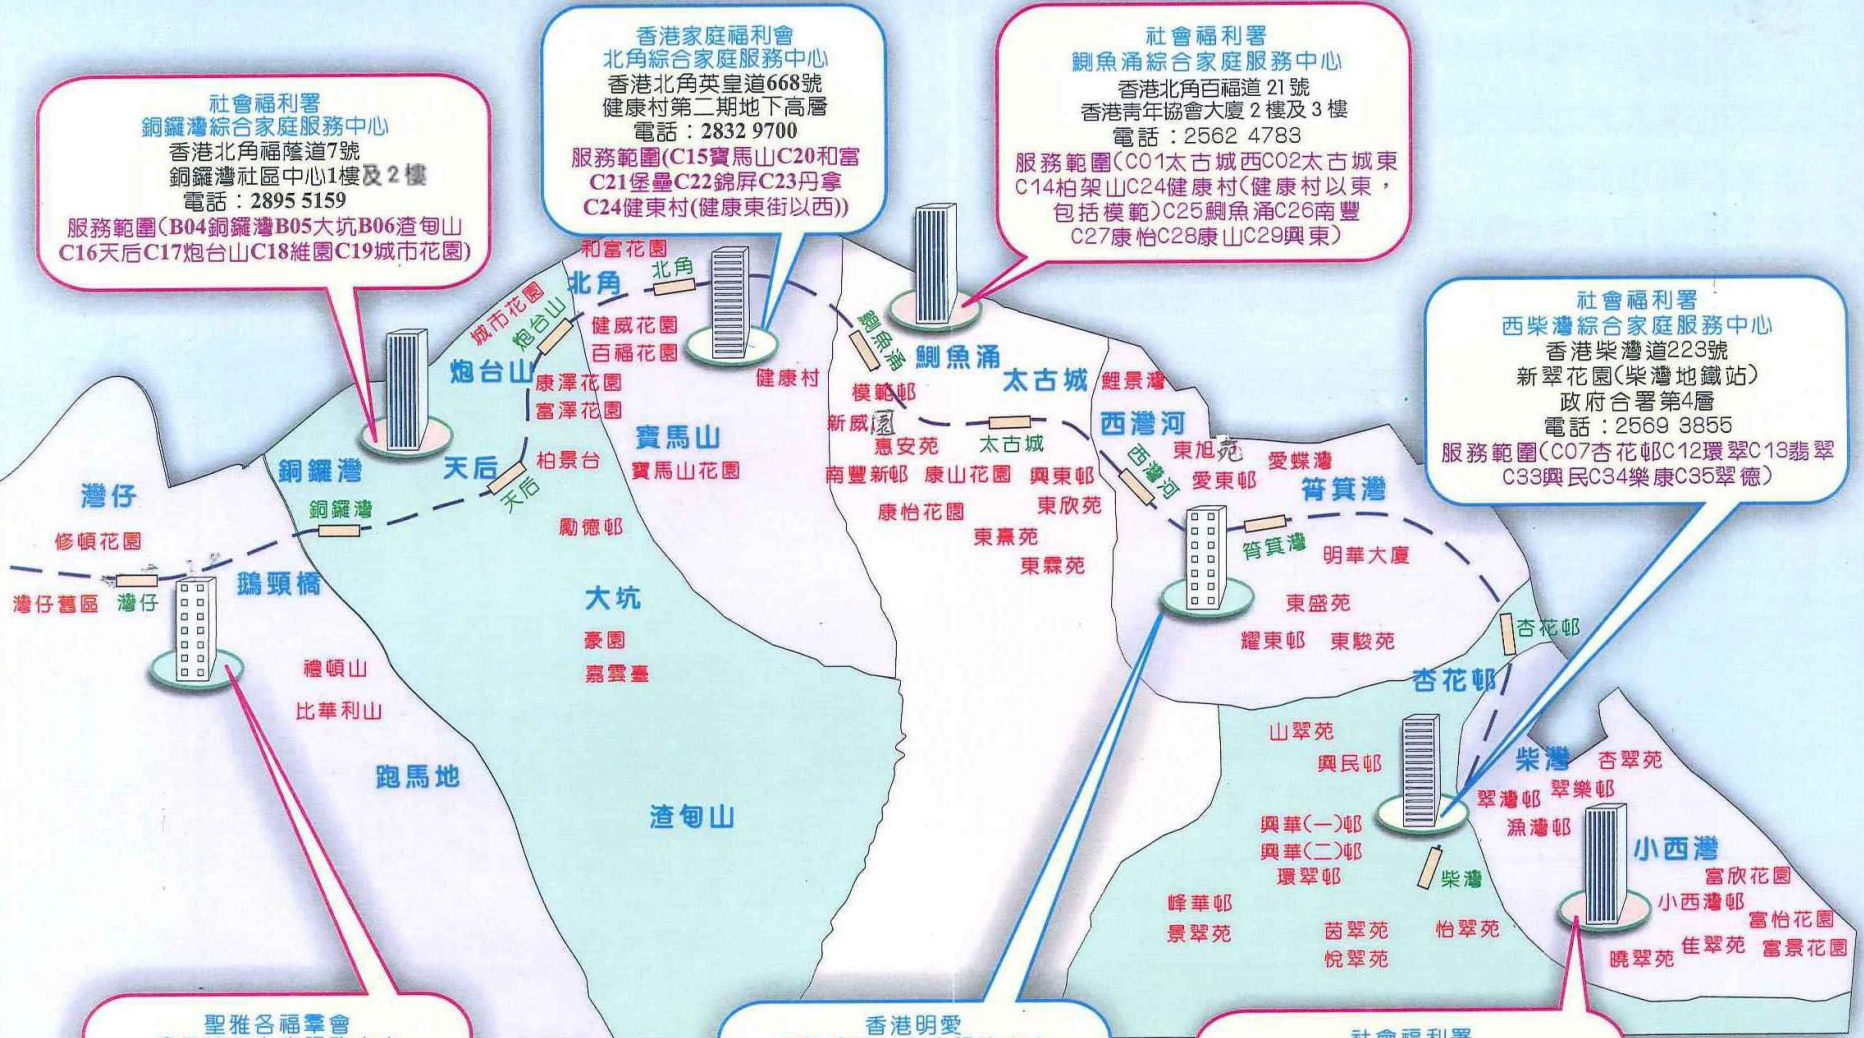 社會福利署
銅鑼灣綜合家庭服務中心
香港北角福蔭道7號
銅鑼灣社區中心1樓及2樓
電話：2895 5159
服務範圍(B04銅鑼灣B05大坑B06渣甸山
C16天后C17炮台山C18維園C19城市花園)
香港家庭福利會
北角綜合家庭服務中心
香港北角英皇道668號
健康村第二期地下高層
電話：2832 9700
服務範圍(C15寶馬山C20和富
C21堡壘C22錦屏C23丹拿
C24健東村(健康東街以西))
社會福利署
鰂魚涌綜合家庭服務中心
香港北角百福道21號
香港青年協會大廈2樓及3樓
電話：2562 4783
服務範圍(C01太古城西C02太古城東
C14柏架山C24健康村(健康村以東，
包括模範)C25鰂魚涌C26南豐
C27康怡C28康山C29興東)
社會福利署
西柴灣綜合家庭服務中心
香港柴灣道223號
新翠花園(柴灣地鐵站)
政府合署第4層
電話：2569 3855
服務範圍(C07杏花邨C12環翠C13翡翠
C33興民C34樂康C35翠德)
和富花園
北角
北角
城市花園
炮台山
炮台山
健威花園
百福花園
康澤花園
富澤花園
健康村
鰂魚涌
鰂魚涌
太古城
鯉景灣
模範邨
新威園
惠安苑
太古城
西灣河
西灣河
寶馬山
寶馬山花園
南豐新邨
康山花園
興東邨
康怡花園
東欣苑
東熹苑
東霖苑
東旭苑
愛蝶灣
愛東邨
筲箕灣
筲箕灣
明華大廈
東盛苑
耀東邨
東駿苑
銅鑼灣
銅鑼灣
天后
天后
柏景台
勵德邨
灣仔
修頓花園
灣仔舊區
灣仔
鵝頸橋
大坑
豪園
嘉雲臺
禮頓山
比華利山
跑馬地
渣甸山
杏花邨
杏花邨
山翠苑
興民邨
柴灣
杏翠苑
翠灣邨
翠樂邨
漁灣邨
興華(一)邨
興華(二)邨
環翠邨
柴灣
小西灣
富欣花園
小西灣邨
富怡花園
峰華邨
景翠苑
茵翠苑
怡翠苑
悅翠苑
曉翠苑
佳翠苑
富景花園
聖雅各福羣會
香港明愛
社會福利署